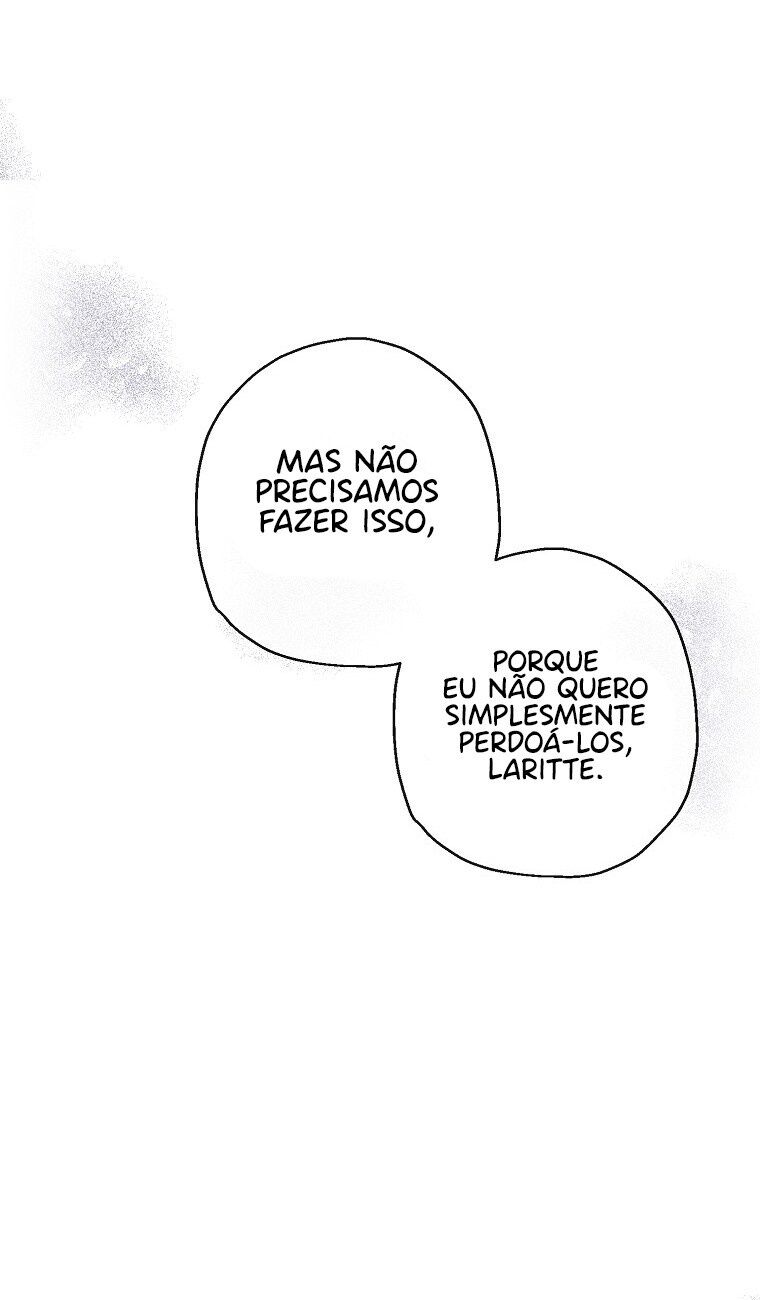 MAS NÃO
PRECISAMOS
FAZER ISSO,
PORQUE
EU NÃO QUERO
SIMPLESMENTE
PERDOÁ-LOS,
LARITTE.